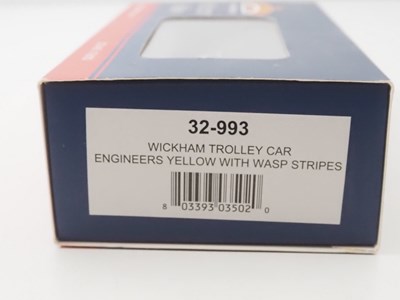 32-993
WICKHAM TROLLEY CAR
ENGINEERS YELLOW WITH WASP STRIPES
8 03393 03502 0